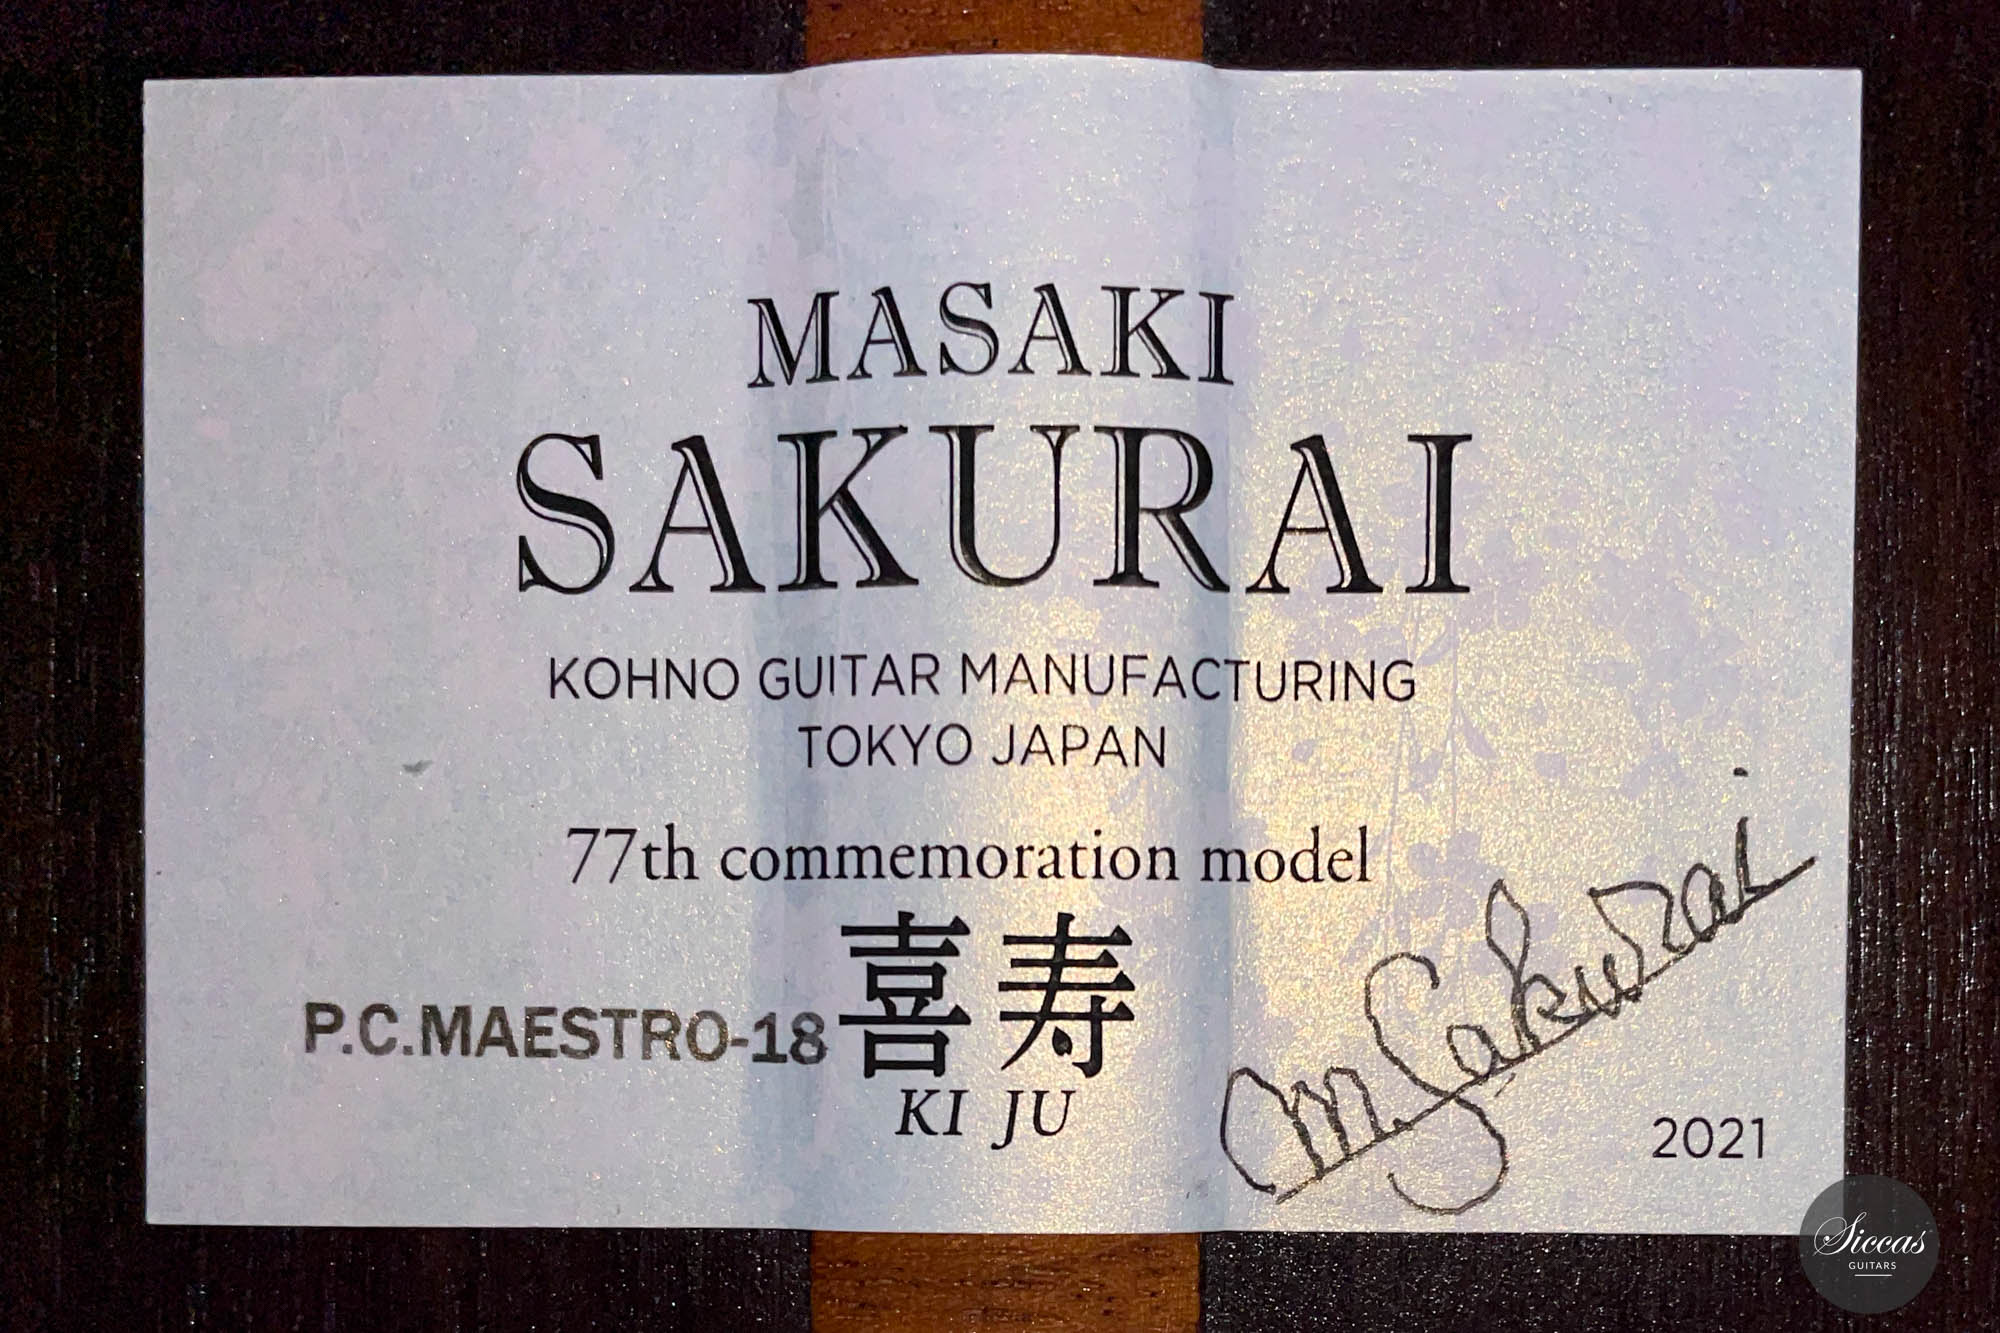 MASAKI
SAKURAI
KOHNO GUITAR MANUFACTURING
TOKYO JAPAN
77th commemoration model
喜寿
P.C.MAESTRO-18
KI JU
M. Sakurai
2021
Siccas
GUITARS